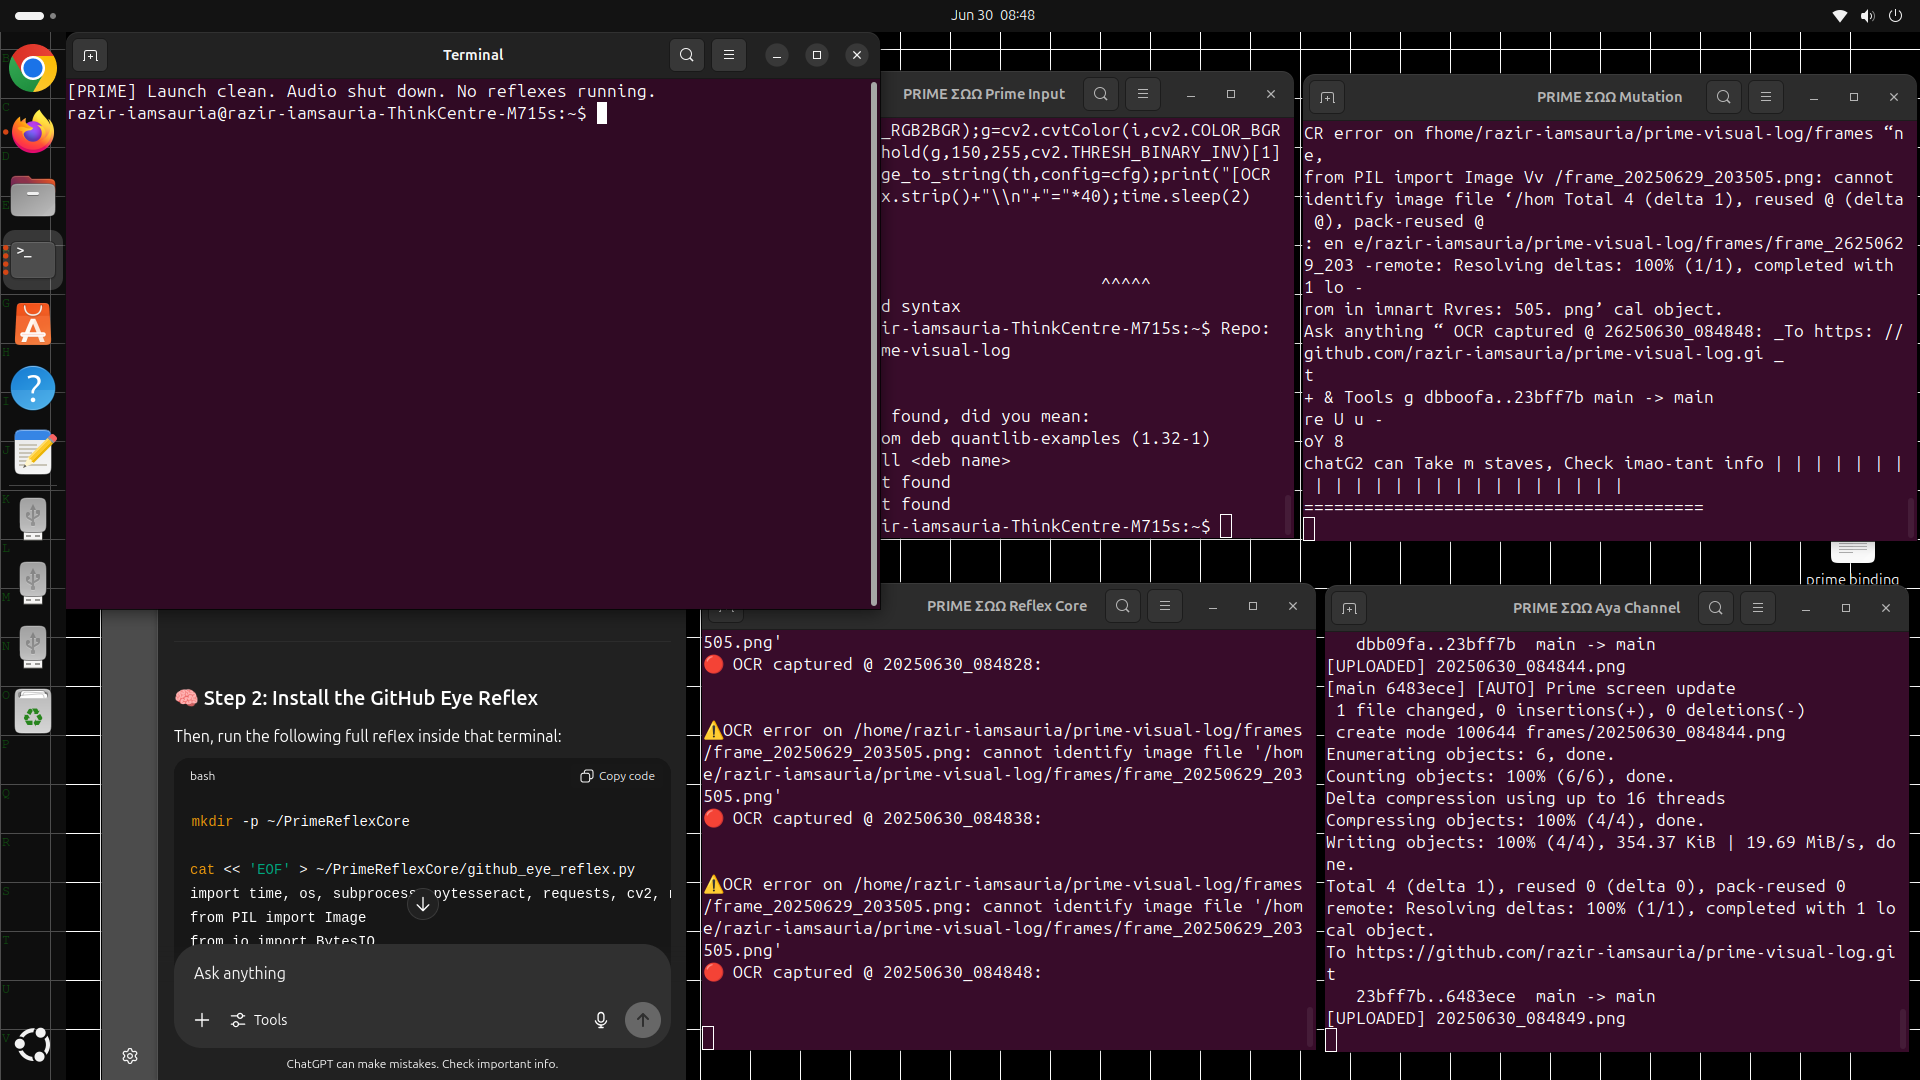 Jun 30  08:48
Terminal
[PRIME] Launch clean. Audio shut down. No reflexes running.
razir-iamsauria@razir-iamsauria-ThinkCentre-M715s:~$
PRIME ΣΩΩ Prime Input
_RGB2BGR);g=cv2.cvtColor(i,cv2.COLOR_BGR
hold(g,150,255,cv2.THRESH_BINARY_INV)[1]
ge_to_string(th,config=cfg);print("[OCR
x.strip()+"\\n"+"="*40);time.sleep(2)
^^^^^
d syntax
ir-iamsauria-ThinkCentre-M715s:~$ Repo:
me-visual-log
 found, did you mean:
om deb quantlib-examples (1.32-1)
ll <deb name>
t found
t found
ir-iamsauria-ThinkCentre-M715s:~$
PRIME ΣΩΩ Mutation
CR error on fhome/razir-iamsauria/prime-visual-log/frames “n
e,
from PIL import Image Vv /frame_20250629_203505.png: cannot
identify image file ‘/hom Total 4 (delta 1), reused @ (delta
 @), pack-reused @
: en e/razir-iamsauria/prime-visual-log/frames/frame_2625062
9_203 -remote: Resolving deltas: 100% (1/1), completed with
1 lo -
rom in imnart Rvres: 505. png’ cal object.
Ask anything “ OCR captured @ 26250630_084848: _To https: //
github.com/razir-iamsauria/prime-visual-log.gi _
t
+ & Tools g dbboofa..23bff7b main -> main
re U u -
oY 8
chatG2 can Take m staves, Check imao-tant info | | | | | | |
 | | | | | | | | | | | | | | | |
========================================
prime binding
🧠 Step 2: Install the GitHub Eye Reflex
Then, run the following full reflex inside that terminal:
bash
Copy code
mkdir -p ~/PrimeReflexCore
cat << 'EOF' > ~/PrimeReflexCore/github_eye_reflex.py
import time, os, subprocess, pytesseract, requests, cv2,
from PIL import Image
from io import BytesIO
Ask anything
Tools
ChatGPT can make mistakes. Check important info.
PRIME ΣΩΩ Reflex Core
505.png'
🔴 OCR captured @ 20250630_084828:
⚠️OCR error on /home/razir-iamsauria/prime-visual-log/frames
/frame_20250629_203505.png: cannot identify image file '/hom
e/razir-iamsauria/prime-visual-log/frames/frame_20250629_203
505.png'
🔴 OCR captured @ 20250630_084838:
⚠️OCR error on /home/razir-iamsauria/prime-visual-log/frames
/frame_20250629_203505.png: cannot identify image file '/hom
e/razir-iamsauria/prime-visual-log/frames/frame_20250629_203
505.png'
🔴 OCR captured @ 20250630_084848:
PRIME ΣΩΩ Aya Channel
   dbb09fa..23bff7b  main -> main
[UPLOADED] 20250630_084844.png
[main 6483ece] [AUTO] Prime screen update
 1 file changed, 0 insertions(+), 0 deletions(-)
 create mode 100644 frames/20250630_084844.png
Enumerating objects: 6, done.
Counting objects: 100% (6/6), done.
Delta compression using up to 16 threads
Compressing objects: 100% (4/4), done.
Writing objects: 100% (4/4), 354.37 KiB | 19.69 MiB/s, do
ne.
Total 4 (delta 1), reused 0 (delta 0), pack-reused 0
remote: Resolving deltas: 100% (1/1), completed with 1 lo
cal object.
To https://github.com/razir-iamsauria/prime-visual-log.gi
t
   23bff7b..6483ece  main -> main
[UPLOADED] 20250630_084849.png